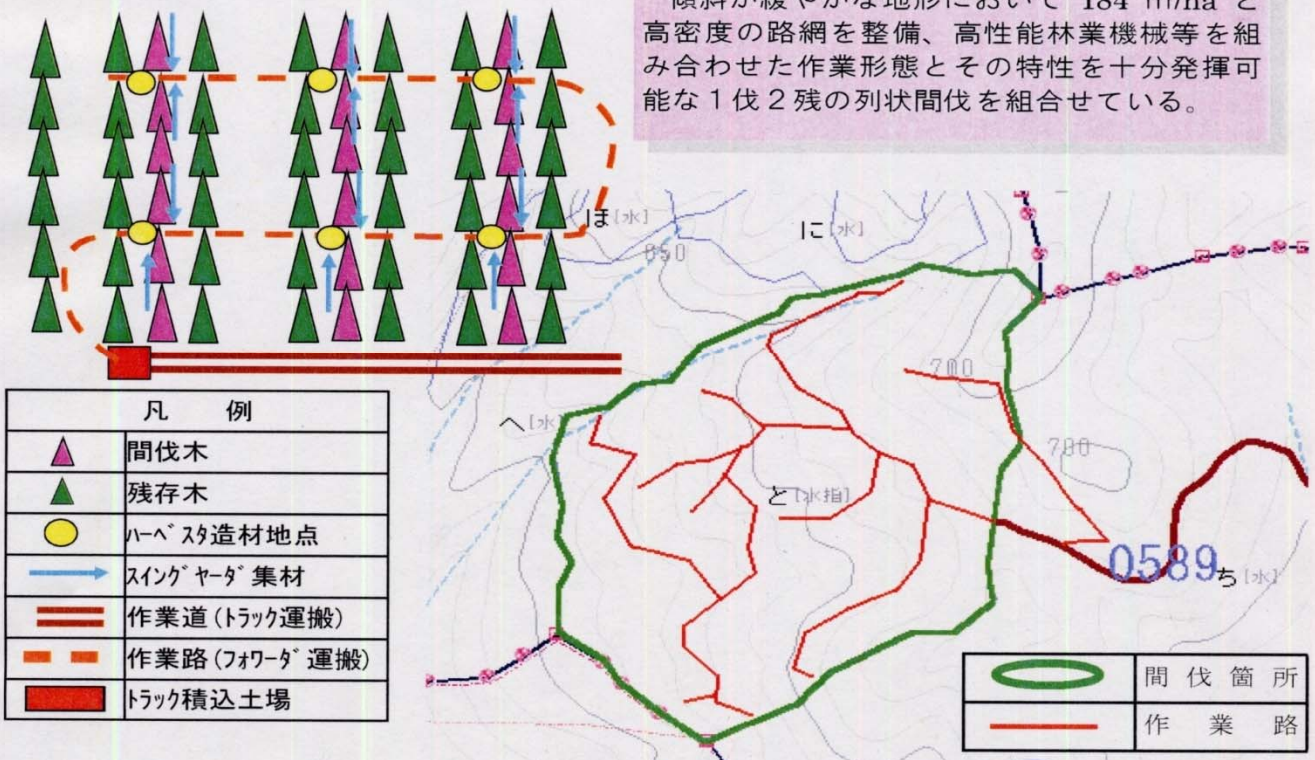 傾斜が緩やかな地形において 184 m/ha と
高密度の路網を整備、高性能林業機械等を組
み合わせた作業形態とその特性を十分発揮可
能な１伐２残の列状間伐を組合せている。
ほ[水]
に[水]
650
700
へ[水]
700
と[水指]
0589
ち[水]
凡 例
間伐木
残存木
ﾊｰﾍﾞｽﾀ造材地点
ｽｲﾝｸﾞﾔｰﾀﾞ集材
作業道(トラック運搬)
作業路(ﾌｫﾜｰﾀﾞ運搬)
ﾄﾗｯｸ積込土場
間伐箇所
作業路